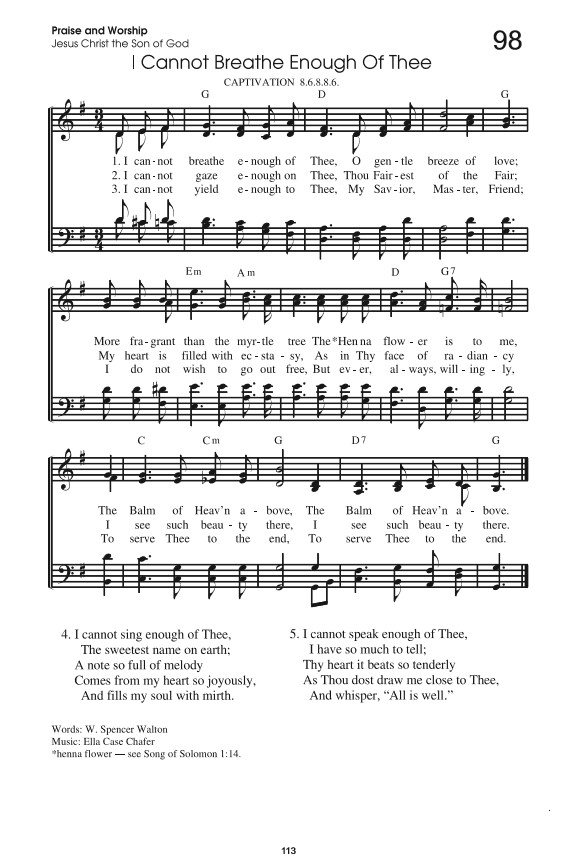 Praise and Worship
Jesus Christ the Son of God
98
I Cannot Breathe Enough Of Thee
CAPTIVATION 8.6.8.8.6.
G D G
1. I can - not breathe e - nough of Thee, O gen - tle breeze of love;
2. I can - not gaze e - nough on Thee, Thou Fair - est of the Fair;
3. I can - not yield e - nough to Thee, My Sav - ior, Mas - ter, Friend;
Em Am D G7
More fra - grant than the myr - tle tree The *Hen na flow - er is to me,
My heart is filled with ec - sta - sy, As in Thy face of ra - dian - cy
I do not wish to go out free, But ev - er, al - ways, will - ing - ly,
C Cm G D7 G
The Balm of Heav'n a - bove, The Balm of Heav'n a - bove.
I see such beau - ty there, I see such beau - ty there.
To serve Thee to the end, To serve Thee to the end.
4. I cannot sing enough of Thee,
The sweetest name on earth;
A note so full of melody
Comes from my heart so joyously,
And fills my soul with mirth.
5. I cannot speak enough of Thee,
I have so much to tell;
Thy heart it beats so tenderly
As Thou dost draw me close to Thee,
And whisper, “All is well.”
Words: W. Spencer Walton
Music: Ella Case Chafer
*henna flower — see Song of Solomon 1:14.
113